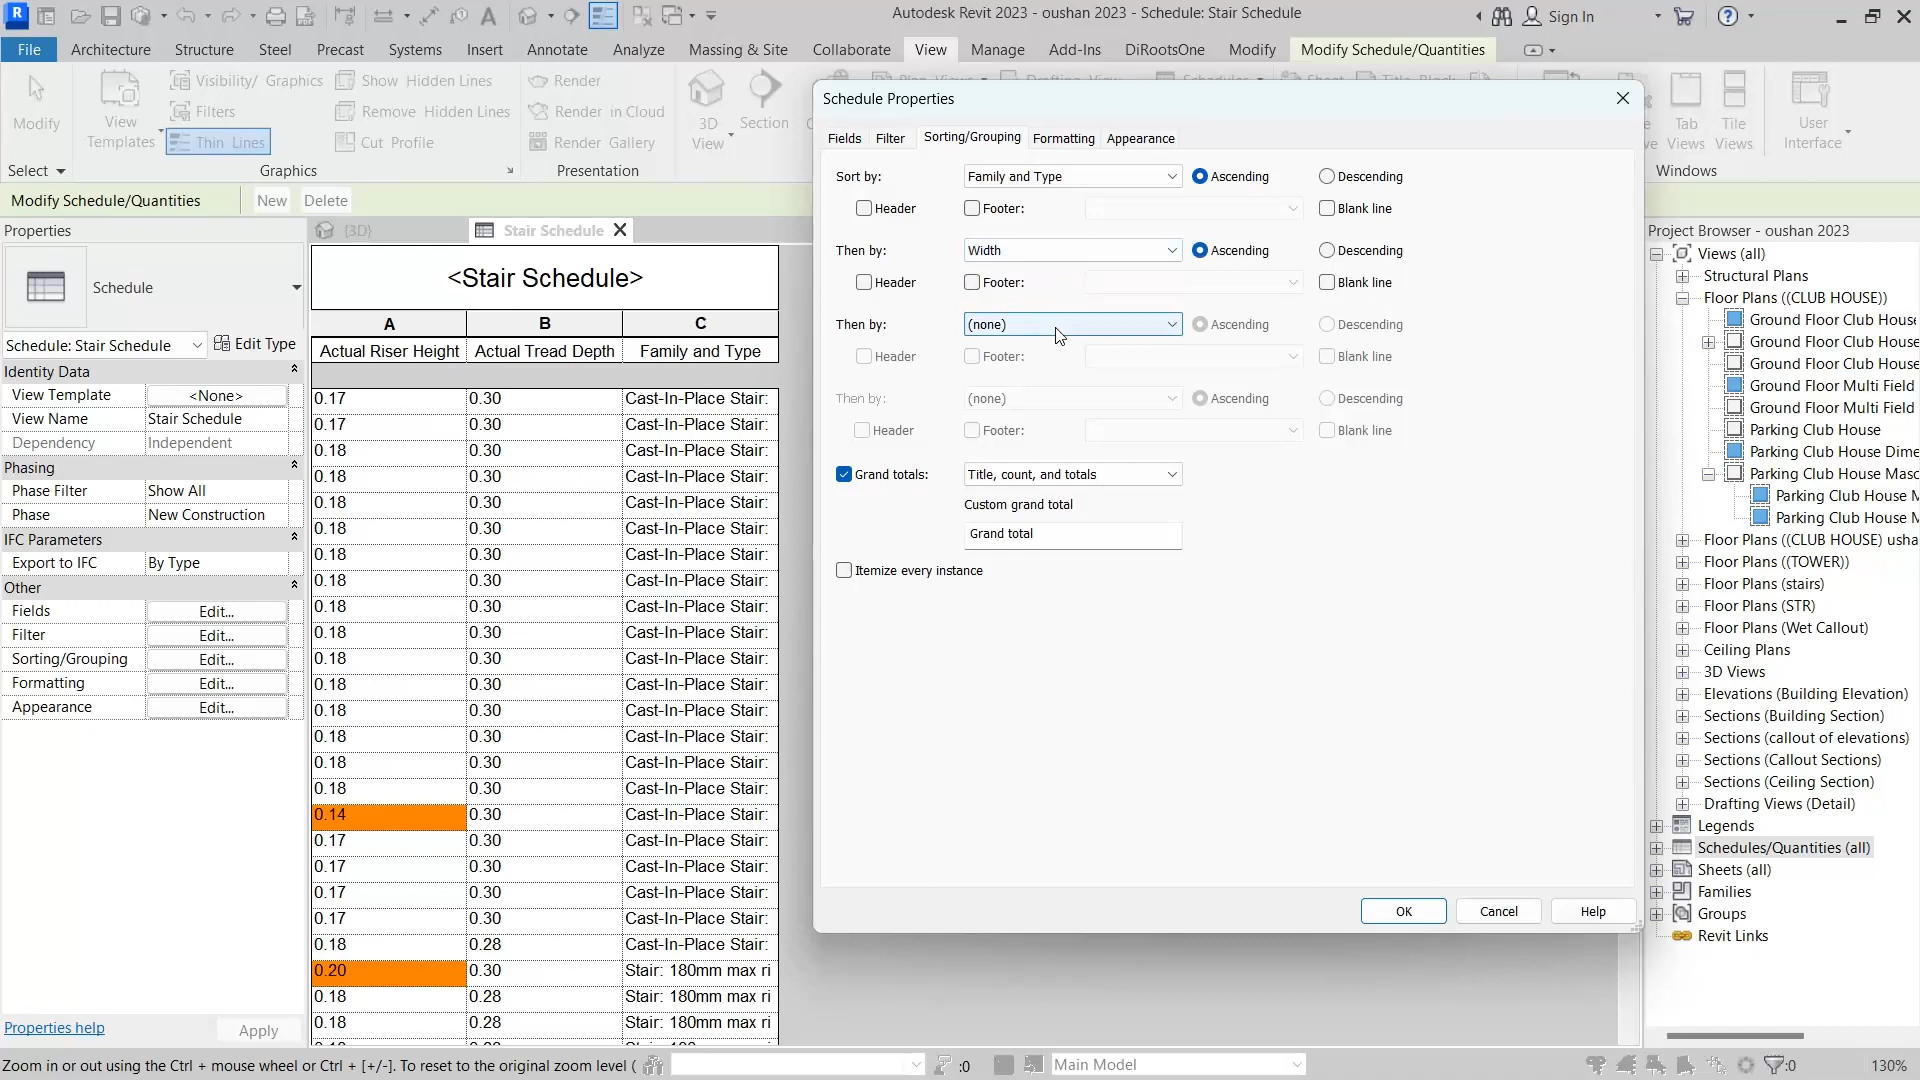 Autodesk Revit 2023 - oushan 2023 - Schedule: Stair Schedule
Sign In
File
Architecture
Structure
Steel
Precast
Systems
Insert
Annotate
Analyze
Massing & Site
Collaborate
View
Manage
Add-Ins
DiRootsOne
Modify
Modify Schedule/Quantities
Modify
View
Templates
Visibility/ Graphics
Filters
Thin Lines
Show Hidden Lines
Remove Hidden Lines
Cut Profile
Render
Render in Cloud
Render Gallery
3D
View
Section
Tab
Views
Tile
Views
User
Interface
Select
Graphics
Presentation
Windows
Modify Schedule/Quantities
New
Delete
Properties
Schedule
Schedule: Stair Schedule
Edit Type
Identity Data
View Template
<None>
View Name
Stair Schedule
Dependency
Independent
Phasing
Phase Filter
Show All
Phase
New Construction
IFC Parameters
Export to IFC
By Type
Other
Fields
Edit...
Filter
Edit...
Sorting/Grouping
Edit...
Formatting
Edit...
Appearance
Edit...
Properties help
Apply
{3D}
Stair Schedule
<Stair Schedule>
A B C
Actual Riser Height Actual Tread Depth Family and Type
0.17 0.30 Cast-In-Place Stair:
0.17 0.30 Cast-In-Place Stair:
0.18 0.30 Cast-In-Place Stair:
0.18 0.30 Cast-In-Place Stair:
0.18 0.30 Cast-In-Place Stair:
0.18 0.30 Cast-In-Place Stair:
0.18 0.30 Cast-In-Place Stair:
0.18 0.30 Cast-In-Place Stair:
0.18 0.30 Cast-In-Place Stair:
0.18 0.30 Cast-In-Place Stair:
0.18 0.30 Cast-In-Place Stair:
0.18 0.30 Cast-In-Place Stair:
0.18 0.30 Cast-In-Place Stair:
0.18 0.30 Cast-In-Place Stair:
0.18 0.30 Cast-In-Place Stair:
0.18 0.30 Cast-In-Place Stair:
0.14 0.30 Cast-In-Place Stair:
0.17 0.30 Cast-In-Place Stair:
0.17 0.30 Cast-In-Place Stair:
0.17 0.30 Cast-In-Place Stair:
0.17 0.30 Cast-In-Place Stair:
0.18 0.28 Cast-In-Place Stair:
0.20 0.30 Stair: 180mm max ri
0.18 0.28 Stair: 180mm max ri
0.18 0.28 Stair: 180mm max ri
Schedule Properties
Fields
Filter
Sorting/Grouping
Formatting
Appearance
Sort by:
Family and Type
Ascending
Descending
Header
Footer:
Blank line
Then by:
Width
Ascending
Descending
Header
Footer:
Blank line
Then by:
(none)
Ascending
Descending
Header
Footer:
Blank line
Then by:
(none)
Ascending
Descending
Header
Footer:
Blank line
Grand totals:
Title, count, and totals
Custom grand total
Grand total
Itemize every instance
OK
Cancel
Help
Project Browser - oushan 2023
Views (all)
Structural Plans
Floor Plans ((CLUB HOUSE))
Ground Floor Club House
Ground Floor Club House
Ground Floor Club House
Ground Floor Multi Field
Ground Floor Multi Field
Parking Club House
Parking Club House Dime
Parking Club House Masc
Parking Club House M
Parking Club House M
Floor Plans ((CLUB HOUSE) usha
Floor Plans ((TOWER))
Floor Plans (stairs)
Floor Plans (STR)
Floor Plans (Wet Callout)
Ceiling Plans
3D Views
Elevations (Building Elevation)
Sections (Building Section)
Sections (callout of elevations)
Sections (Callout Sections)
Sections (Ceiling Section)
Drafting Views (Detail)
Legends
Schedules/Quantities (all)
Sheets (all)
Families
Groups
Revit Links
Zoom in or out using the Ctrl + mouse wheel or Ctrl + [+/-]. To reset to the original zoom level (
:0
Main Model
:0
130%